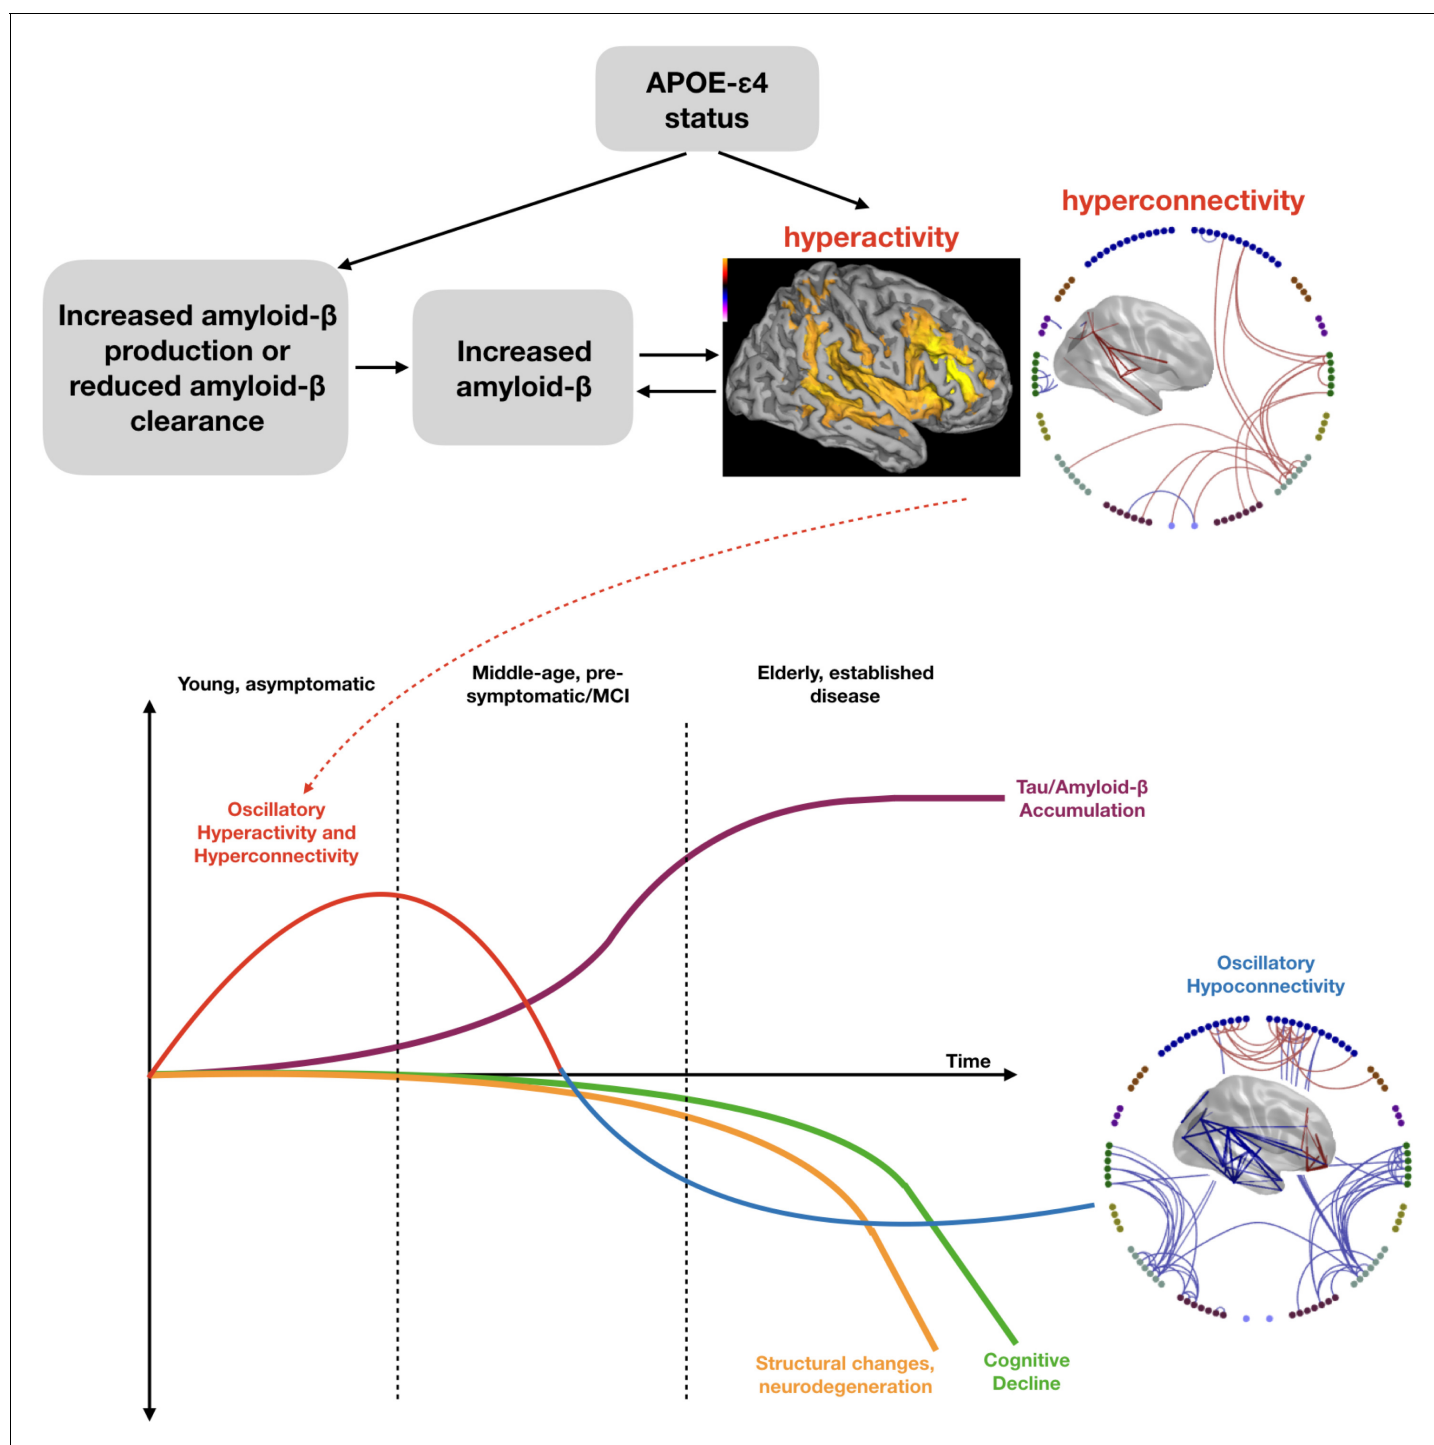 APOE-ε4
status
hyperconnectivity
hyperactivity
Increased amyloid-β
production or
reduced amyloid-β
clearance
Increased
amyloid-β
Young, asymptomatic
Middle-age, pre-
symptomatic/MCI
Elderly, established
disease
Oscillatory
Hyperactivity and
Hyperconnectivity
Tau/Amyloid-β
Accumulation
Oscillatory
Hypoconnectivity
Time
Structural changes,
neurodegeneration
Cognitive
Decline